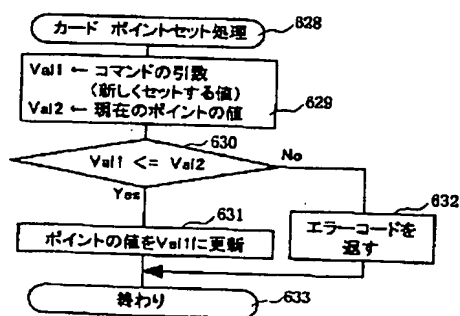 カード ポイントセット処理
628
Val1 ← コマンドの引数
(新しくセットする値)
Val2 ← 現在のポイントの値
629
630
Val1 <= Val2
No
Yes
631
632
ポイントの値をVal1に更新
エラーコードを
返す
終わり
633